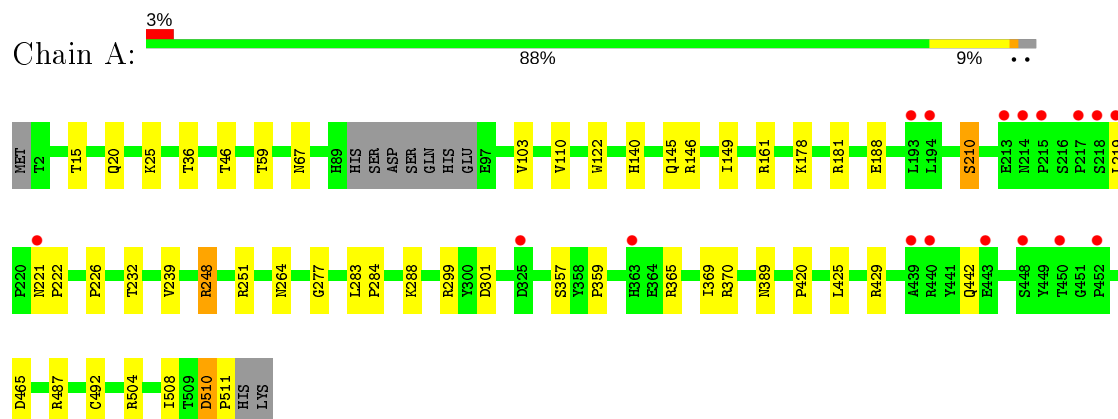 3%
Chain A:
88%
9%
MET T2 T15 Q20 K25 T36 T46 T59 N67 H89 HIS SER ASP SER GLN HIS GLU E97 V103 V110 W122 H140 Q145 R146 I149 R161 K178 R181 E188 L193 L194 S210 E213 N214 P215 S216 P217 S218 L219
P220 N221 P222 P226 T232 V239 R248 R251 N264 G277 L283 P284 K288 R299 Y300 D301 D325 S357 Y358 P359 H363 E364 R365 I369 R370 N389 P420 L425 R429 A439 R440 Y441 Q442 E443 S448 Y449 T450 G451 P452
D465 R487 C492 R504 I508 T509 D510 P511 HIS LYS